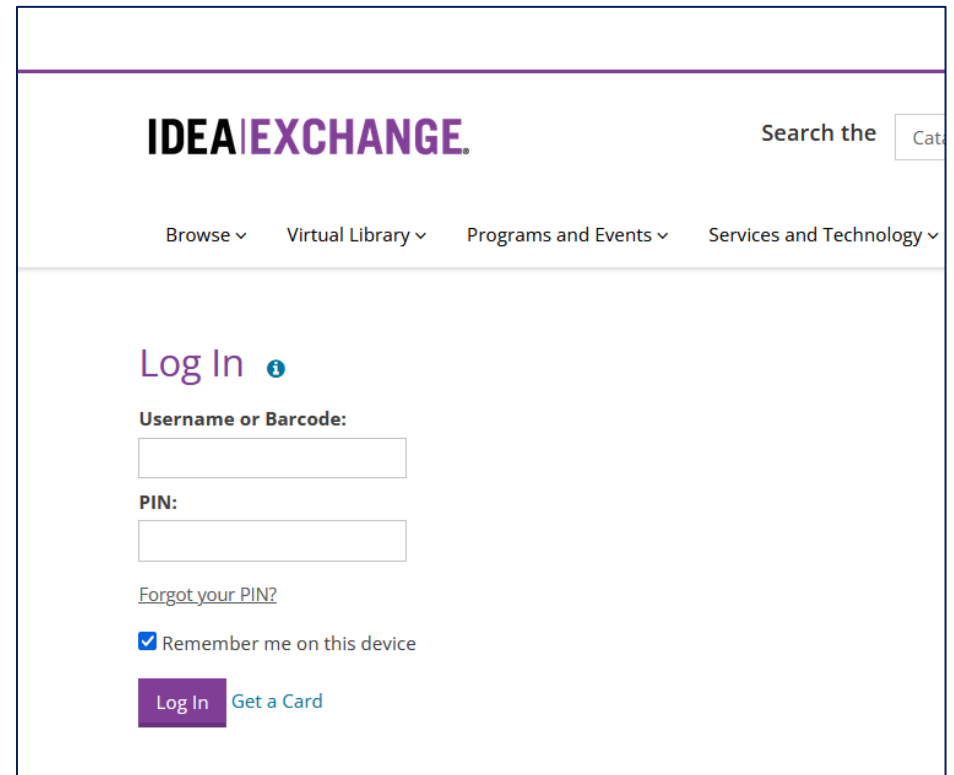 IDEA|EXCHANGE®
Search the
Browse Virtual Library Programs and Events Services and Technology
Log In
Username or Barcode:
PIN:
Forgot your PIN?
Remember me on this device
Log In Get a Card